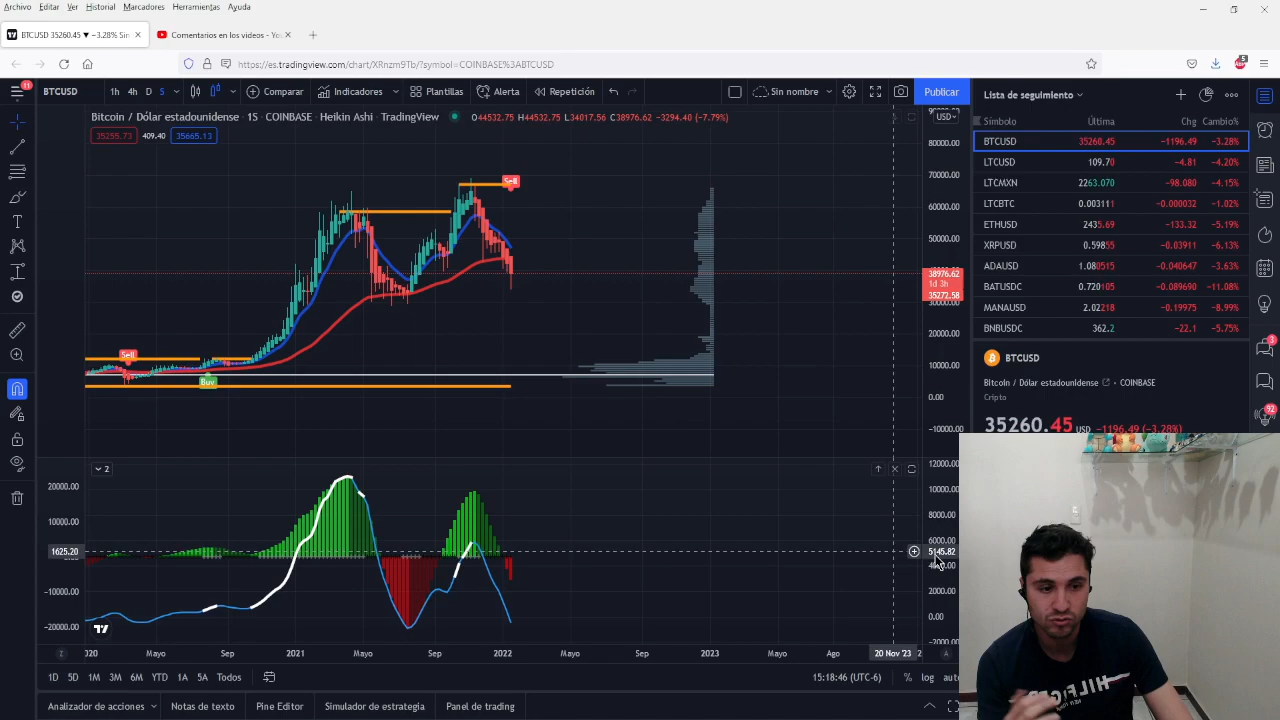 Archivo Editar Ver Historial Marcadores Herramientas Ayuda
BTCUSD 35260.45 ▼ −3.28% Sin
Comentarios en los videos - Yo
https://es.tradingview.com/chart/XRnzm9Tb/?symbol=COINBASE%3ABTCUSD
11
BTCUSD 1h 4h D S Comparar Indicadores Plantillas Alerta Repetición Sin nombre Publicar
Bitcoin / Dólar estadounidense · 1S · COINBASE · Heikin Ashi · TradingView O44532.75 H44532.75 L34017.56 C38976.62 −3294.40 (−7.79%)
35255.73 409.40 35665.13
USD
80000.00
70000.00
60000.00
50000.00
38976.62
1d 3h
35272.58
30000.00
20000.00
10000.00
0.00
−10000.00
Sell
Sell
Buy
2
20000.00
10000.00
1625.20
−10000.00
−20000.00
12000.00
10000.00
8000.00
6000.00
5145.82
4000.00
2000.00
0.00
Z 2020 Mayo Sep 2021 Mayo Sep 2022 Mayo Sep 2023 Mayo Ago 20 Nov '23 A
1D 5D 1M 3M 6M YTD 1A 5A Todos
15:18:46 (UTC-6) % log auto
Analizador de acciones Notas de texto Pine Editor Simulador de estrategia Panel de trading
Lista de seguimiento
Símbolo Última Chg Cambio%
BTCUSD 35260.45 −1196.49 −3.28%
LTCUSD 109.70 −4.81 −4.20%
LTCMXN 2263.070 −98.080 −4.15%
LTCBTC 0.003111 −0.000032 −1.02%
ETHUSD 2435.69 −133.32 −5.19%
XRPUSD 0.59855 −0.03911 −6.13%
ADAUSD 1.080515 −0.040647 −3.63%
BATUSDC 0.720105 −0.089690 −11.08%
MANAUSD 2.02218 −0.19975 −8.99%
BNBUSDC 362.2 −22.1 −5.75%
BTCUSD
Bitcoin / Dólar estadounidense · COINBASE
Cripto
35260.45 USD −1196.49 (−3.28%)
3
92